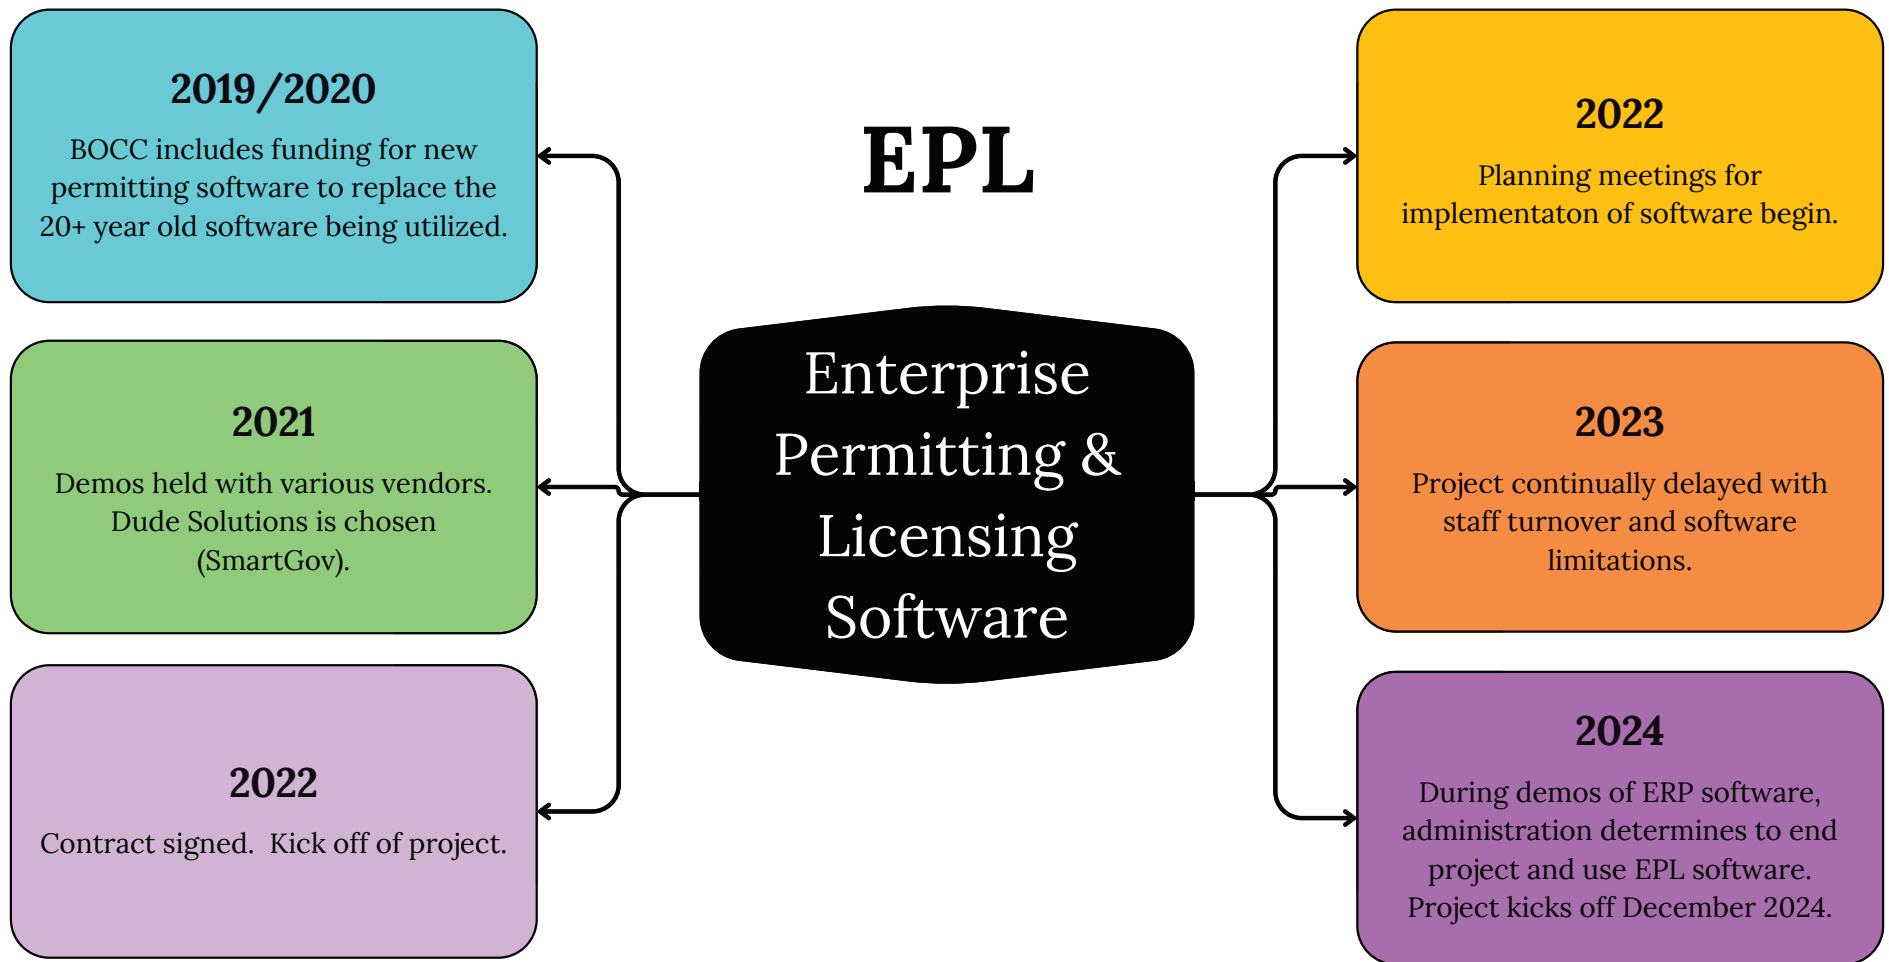 EPL
Enterprise
Permitting &
Licensing
Software
2019/2020
BOCC includes funding for new
permitting software to replace the
20+ year old software being utilized.
2021
Demos held with various vendors.
Dude Solutions is chosen
(SmartGov).
2022
Contract signed.  Kick off of project.
2022
Planning meetings for
implementaton of software begin.
2023
Project continually delayed with
staff turnover and software
limitations.
2024
During demos of ERP software,
administration determines to end
project and use EPL software.
Project kicks off December 2024.